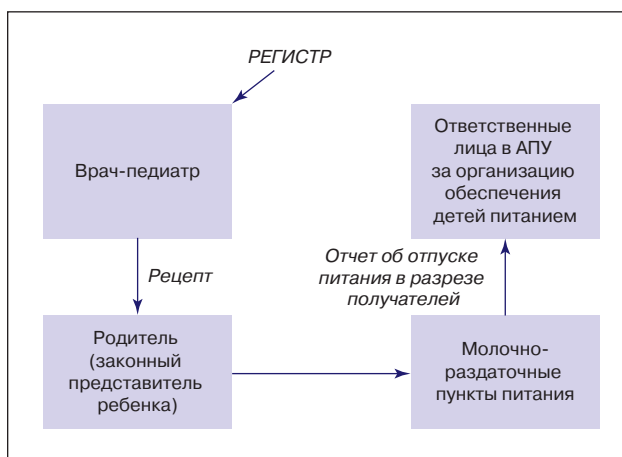 РЕГИСТР
Врач-педиатр
Рецепт
Родитель
(законный
представитель
ребенка)
Молочно-
раздаточные
пункты питания
Отчет об отпуске
питания в разрезе
получателей
Ответственные
лица в АПУ
за организацию
обеспечения
детей питанием